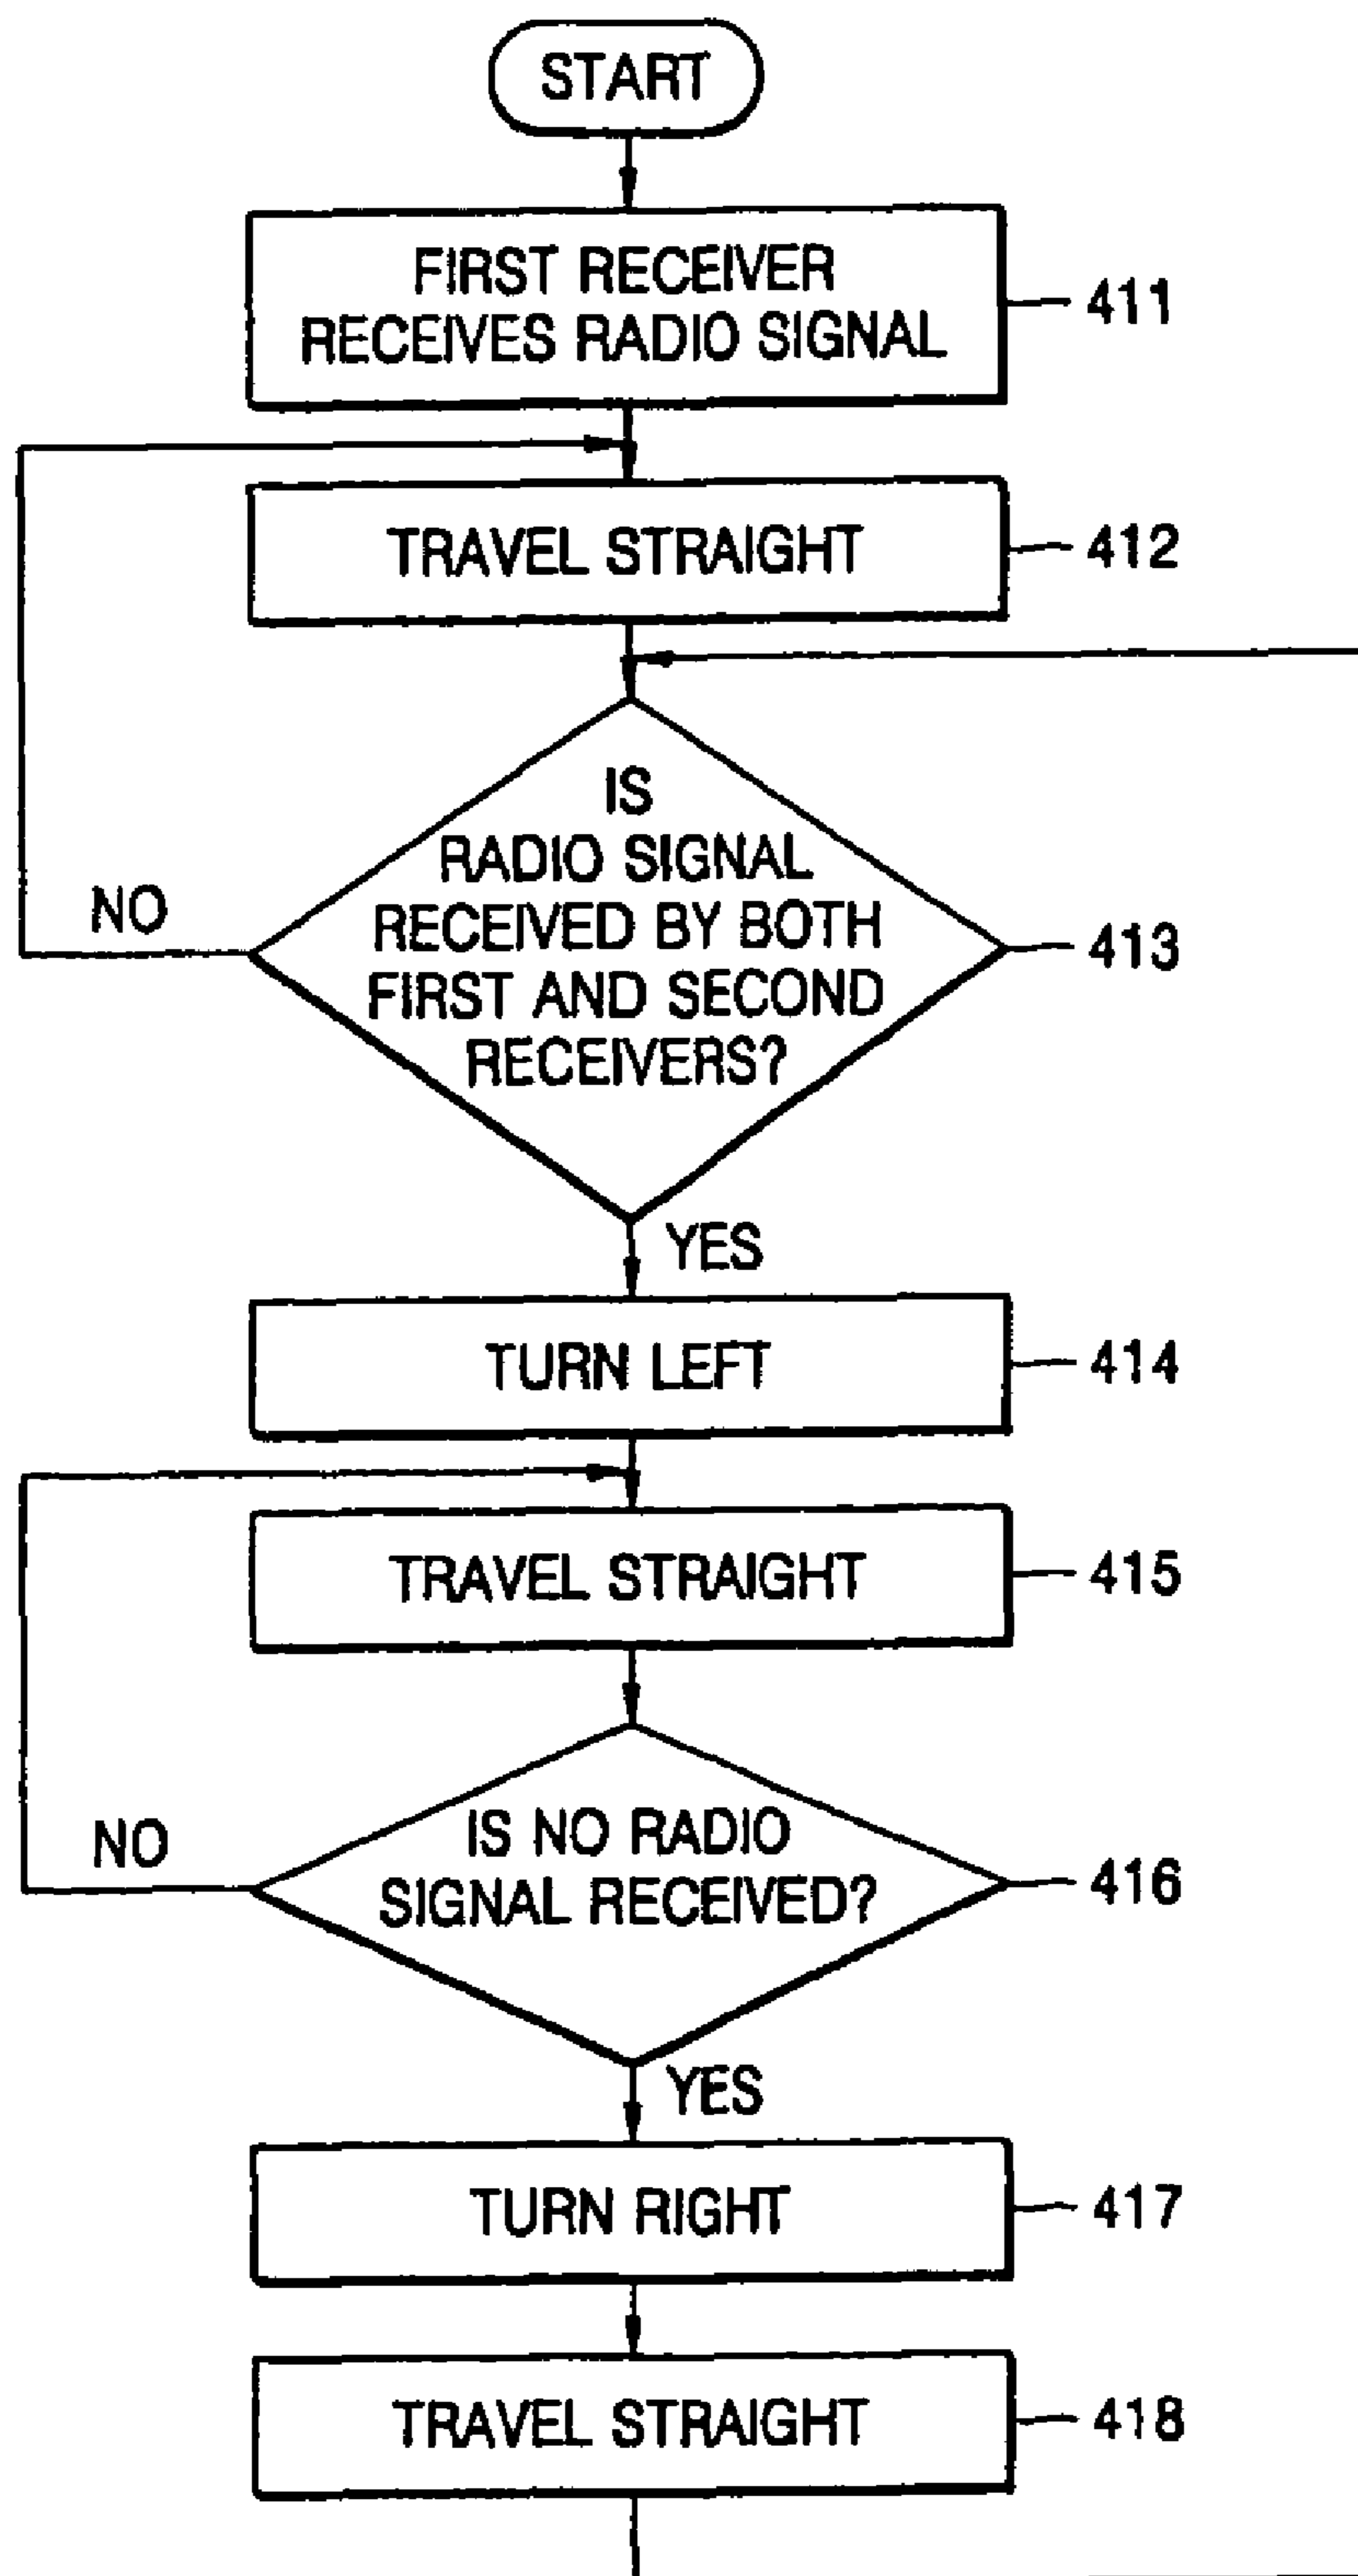 START
FIRST RECEIVER
RECEIVES RADIO SIGNAL
411
TRAVEL STRAIGHT
412
IS
RADIO SIGNAL
RECEIVED BY BOTH
FIRST AND SECOND
RECEIVERS?
413
NO
YES
TURN LEFT
414
TRAVEL STRAIGHT
415
IS NO RADIO
SIGNAL RECEIVED?
416
NO
YES
TURN RIGHT
417
TRAVEL STRAIGHT
418